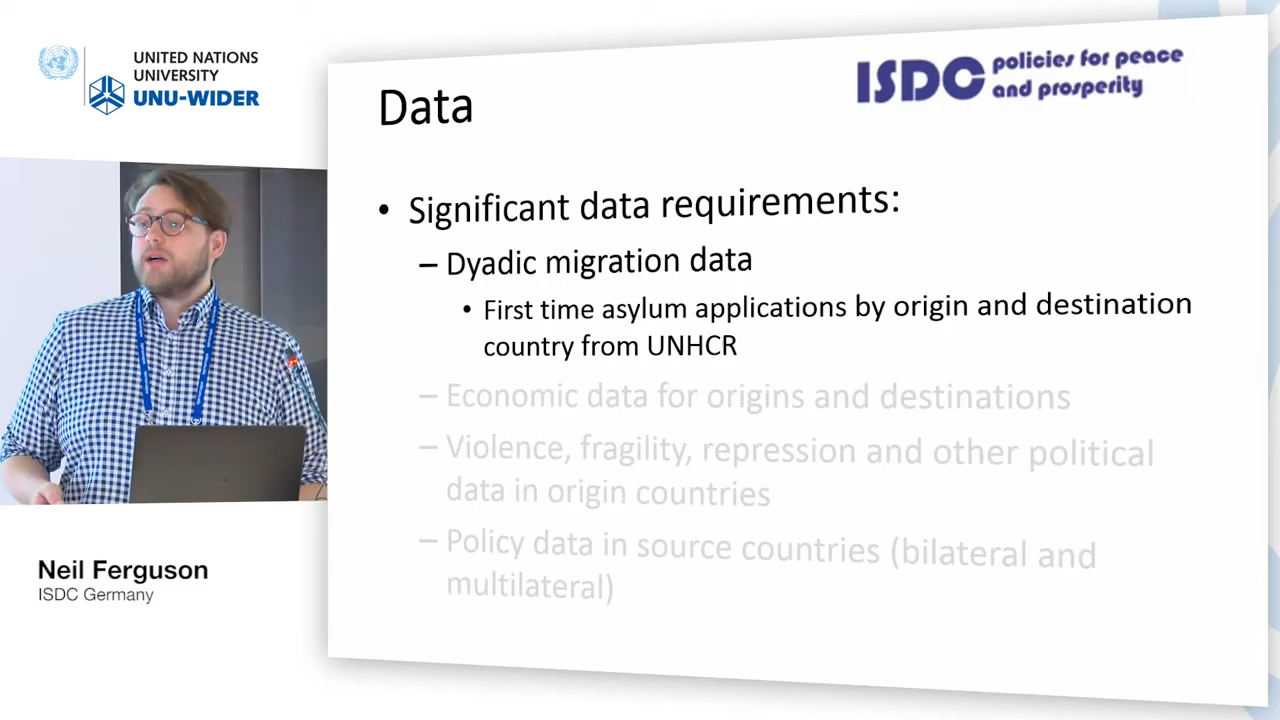 UNITED NATIONS
UNIVERSITY
UNU-WIDER
ISDC policies for peace
and prosperity
Data
• Significant data requirements:
– Dyadic migration data
• First time asylum applications by origin and destination
country from UNHCR
– Economic data for origins and destinations
– Violence, fragility, repression and other political
data in origin countries
– Policy data in source countries (bilateral and
multilateral)
Neil Ferguson
ISDC Germany